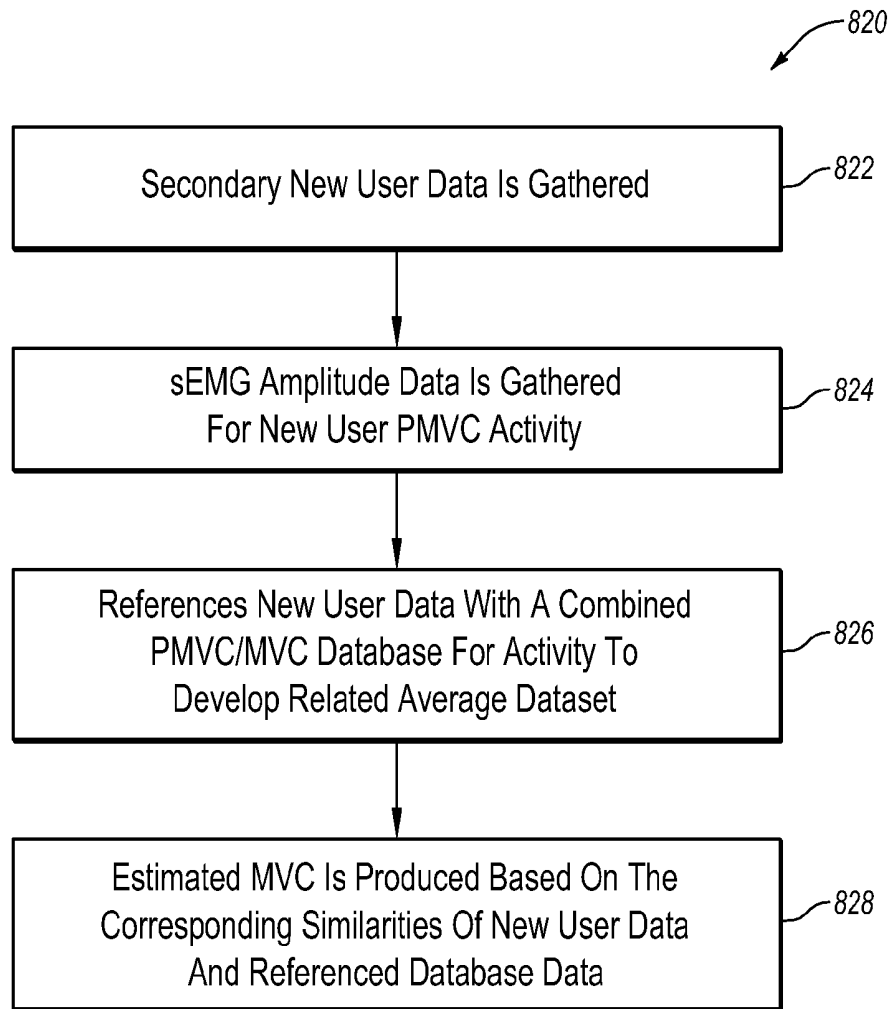 820
Secondary New User Data Is Gathered
822
sEMG Amplitude Data Is Gathered
For New User PMVC Activity
824
References New User Data With A Combined
PMVC/MVC Database For Activity To
Develop Related Average Dataset
826
Estimated MVC Is Produced Based On The
Corresponding Similarities Of New User Data
And Referenced Database Data
828